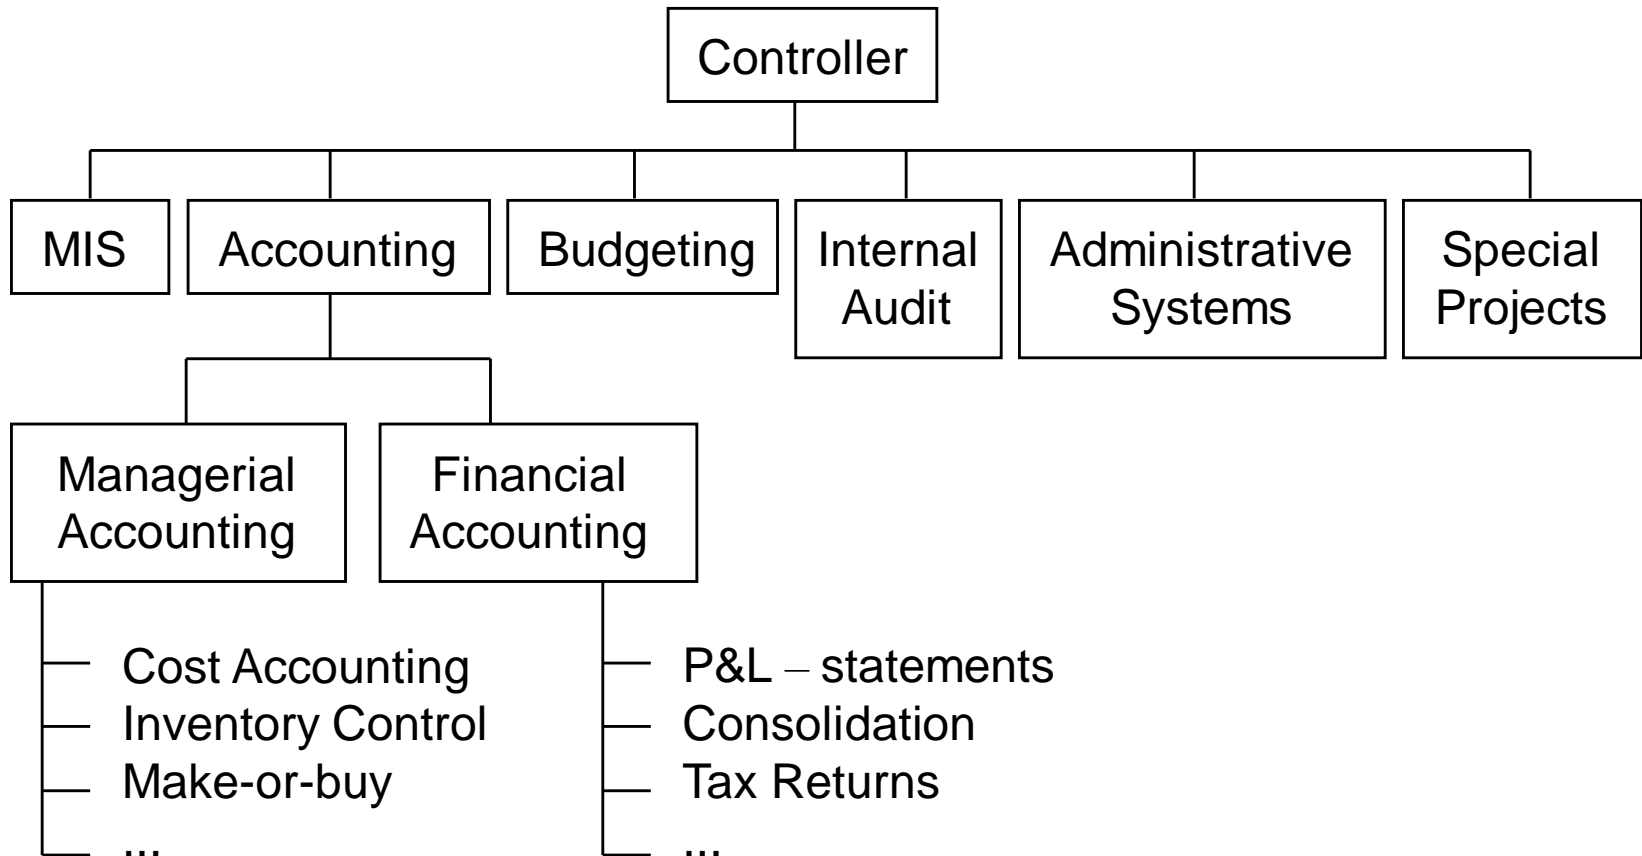 Controller
MIS
Accounting
Budgeting
Internal
Audit
Administrative
Systems
Special
Projects
Managerial
Accounting
Financial
Accounting
Cost Accounting
Inventory Control
Make-or-buy
...
P&L – statements
Consolidation
Tax Returns
...